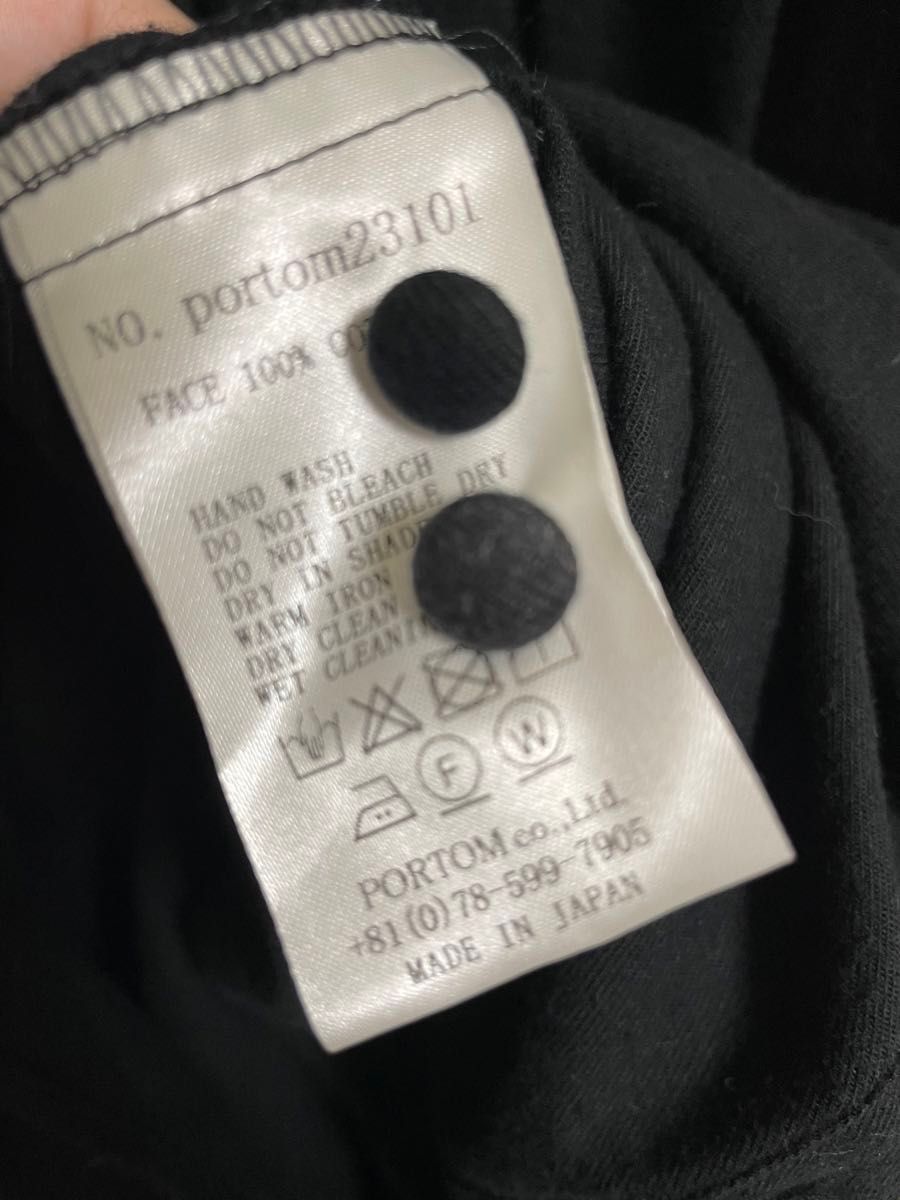 NO. portom23101
FACE 100%
HAND WASH
DO NOT BLEACH
DO NOT TUMBLE DRY
DRY IN SHADE
WARM IRON
DRY CLEAN
WET CLEANING
F
W
PORTOM co.,Ltd.
+81(0)78-599-7905
MADE IN JAPAN